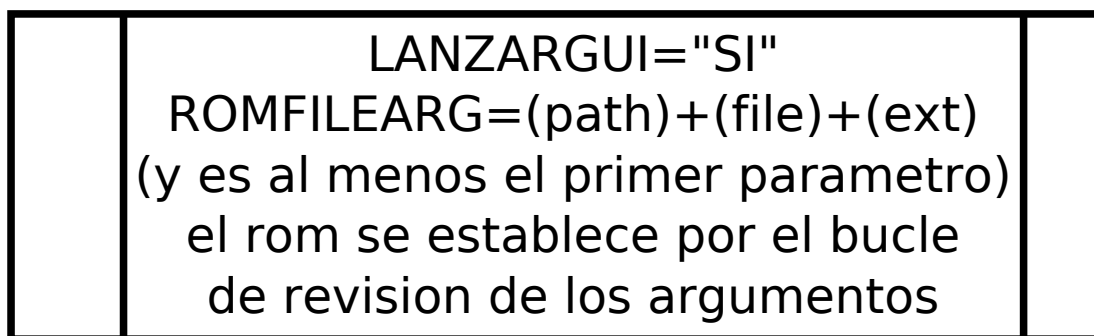 LANZARGUI="SI"
ROMFILEARG=(path)+(file)+(ext)
(y es al menos el primer parametro)
el rom se establece por el bucle
de revision de los argumentos